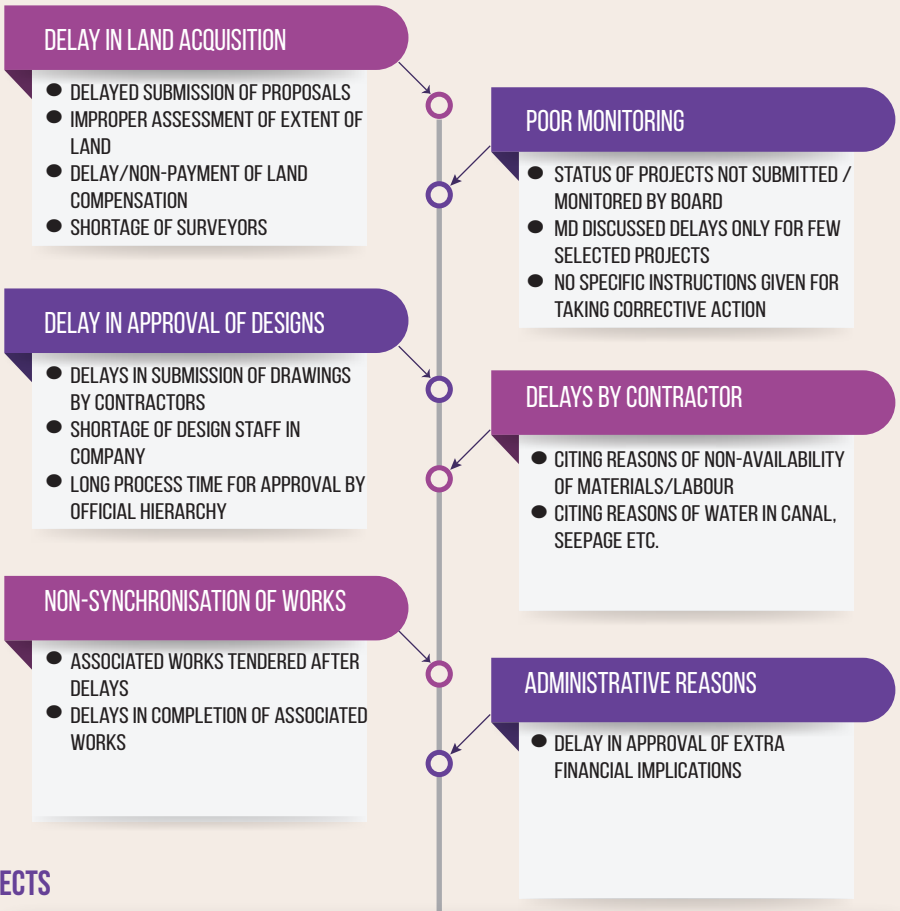 DELAY IN LAND ACQUISITION
DELAYED SUBMISSION OF PROPOSALS
IMPROPER ASSESSMENT OF EXTENT OF
LAND
DELAY/NON-PAYMENT OF LAND
COMPENSATION
SHORTAGE OF SURVEYORS
POOR MONITORING
STATUS OF PROJECTS NOT SUBMITTED /
MONITORED BY BOARD
MD DISCUSSED DELAYS ONLY FOR FEW
SELECTED PROJECTS
NO SPECIFIC INSTRUCTIONS GIVEN FOR
TAKING CORRECTIVE ACTION
DELAY IN APPROVAL OF DESIGNS
DELAYS IN SUBMISSION OF DRAWINGS
BY CONTRACTORS
SHORTAGE OF DESIGN STAFF IN
COMPANY
LONG PROCESS TIME FOR APPROVAL BY
OFFICIAL HIERARCHY
DELAYS BY CONTRACTOR
CITING REASONS OF NON-AVAILABILITY
OF MATERIALS/LABOUR
CITING REASONS OF WATER IN CANAL,
SEEPAGE ETC.
NON-SYNCHRONISATION OF WORKS
ASSOCIATED WORKS TENDERED AFTER
DELAYS
DELAYS IN COMPLETION OF ASSOCIATED
WORKS
ADMINISTRATIVE REASONS
DELAY IN APPROVAL OF EXTRA
FINANCIAL IMPLICATIONS
ECTS